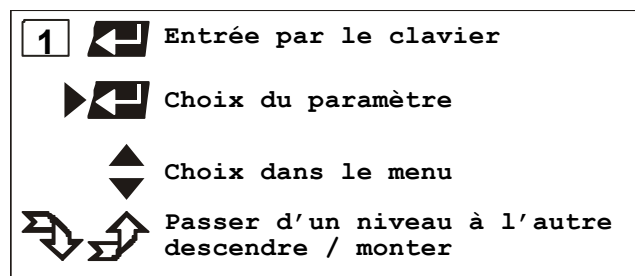 1 Entrée par le clavier
Choix du paramètre
Choix dans le menu
Passer d'un niveau à l'autre
descendre / monter